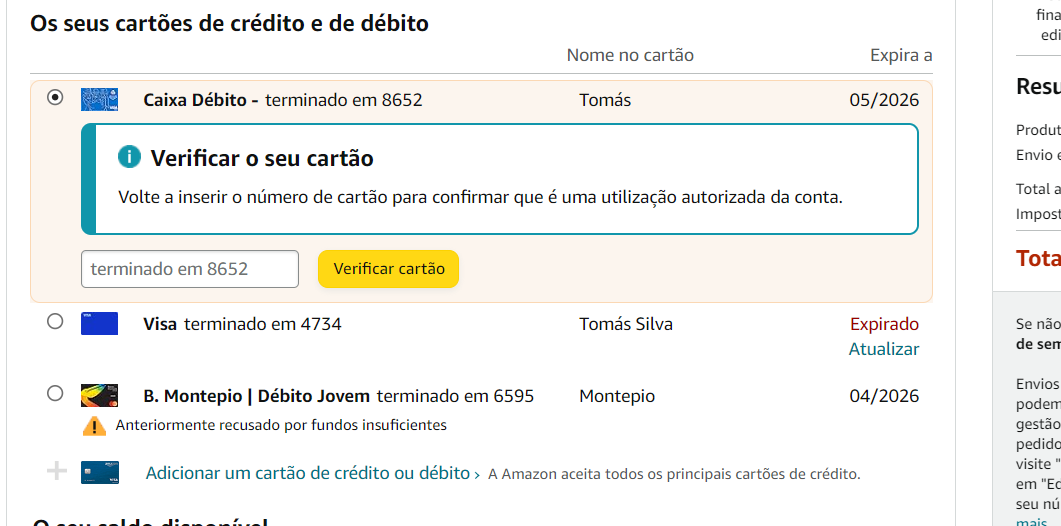 Os seus cartões de crédito e de débito
Nome no cartão
Expira a
Caixa Débito - terminado em 8652
Tomás
05/2026
Verificar o seu cartão
Volte a inserir o número de cartão para confirmar que é uma utilização autorizada da conta.
terminado em 8652
Verificar cartão
Visa terminado em 4734
Tomás Silva
Expirado
Atualizar
B. Montepio | Débito Jovem terminado em 6595
Montepio
04/2026
Anteriormente recusado por fundos insuficientes
Adicionar um cartão de crédito ou débito ›
A Amazon aceita todos os principais cartões de crédito.
O seu saldo disponível
fina
edi
Resu
Produt
Envio e
Total a
Impost
Tota
Se não
de sem
Envios
podem
gestão
pedido
visite "
em "Ed
seu nú
mais